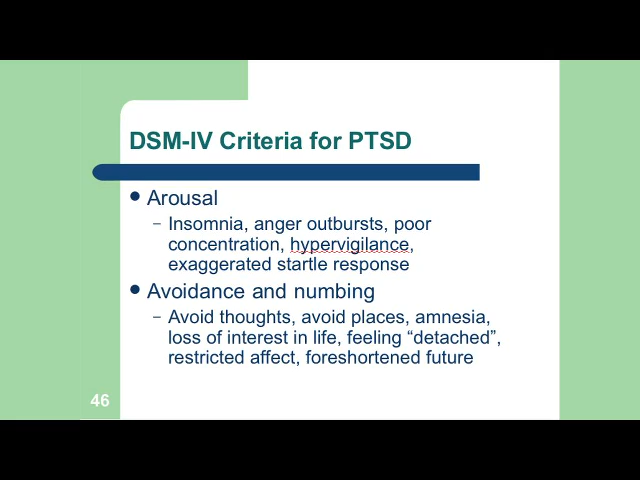 DSM-IV Criteria for PTSD
• Arousal
– Insomnia, anger outbursts, poor
concentration, hypervigilance,
exaggerated startle response
• Avoidance and numbing
– Avoid thoughts, avoid places, amnesia,
loss of interest in life, feeling “detached”,
restricted affect, foreshortened future
46